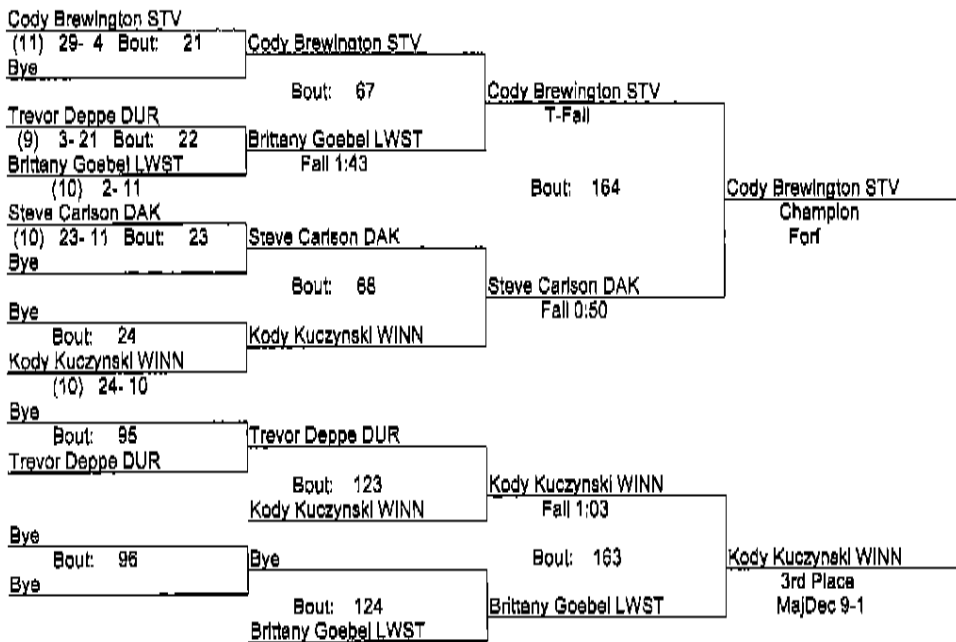 Cody Brewington STV
(11) 29- 4 Bout: 21
Bye
Cody Brewington STV
Bout: 67
Trevor Deppe DUR
(9) 3- 21 Bout: 22
Brittany Goebel LWST
(10) 2- 11
Brittany Goebel LWST
Fall 1:43
Cody Brewington STV
T-Fall
Bout: 164
Steve Carlson DAK
(10) 23- 11 Bout: 23
Bye
Steve Carlson DAK
Bout: 68
Bye
Bout: 24
Kody Kuczynski WINN
(10) 24- 10
Kody Kuczynski WINN
Steve Carlson DAK
Fall 0:50
Cody Brewington STV
Champion
Forf
Bye
Bout: 95
Trevor Deppe DUR
Trevor Deppe DUR
Bout: 123
Kody Kuczynski WINN
Kody Kuczynski WINN
Fall 1:03
Bout: 163
Bye
Bout: 96
Bye
Bye
Bout: 124
Brittany Goebel LWST
Brittany Goebel LWST
Kody Kuczynski WINN
3rd Place
MajDec 9-1